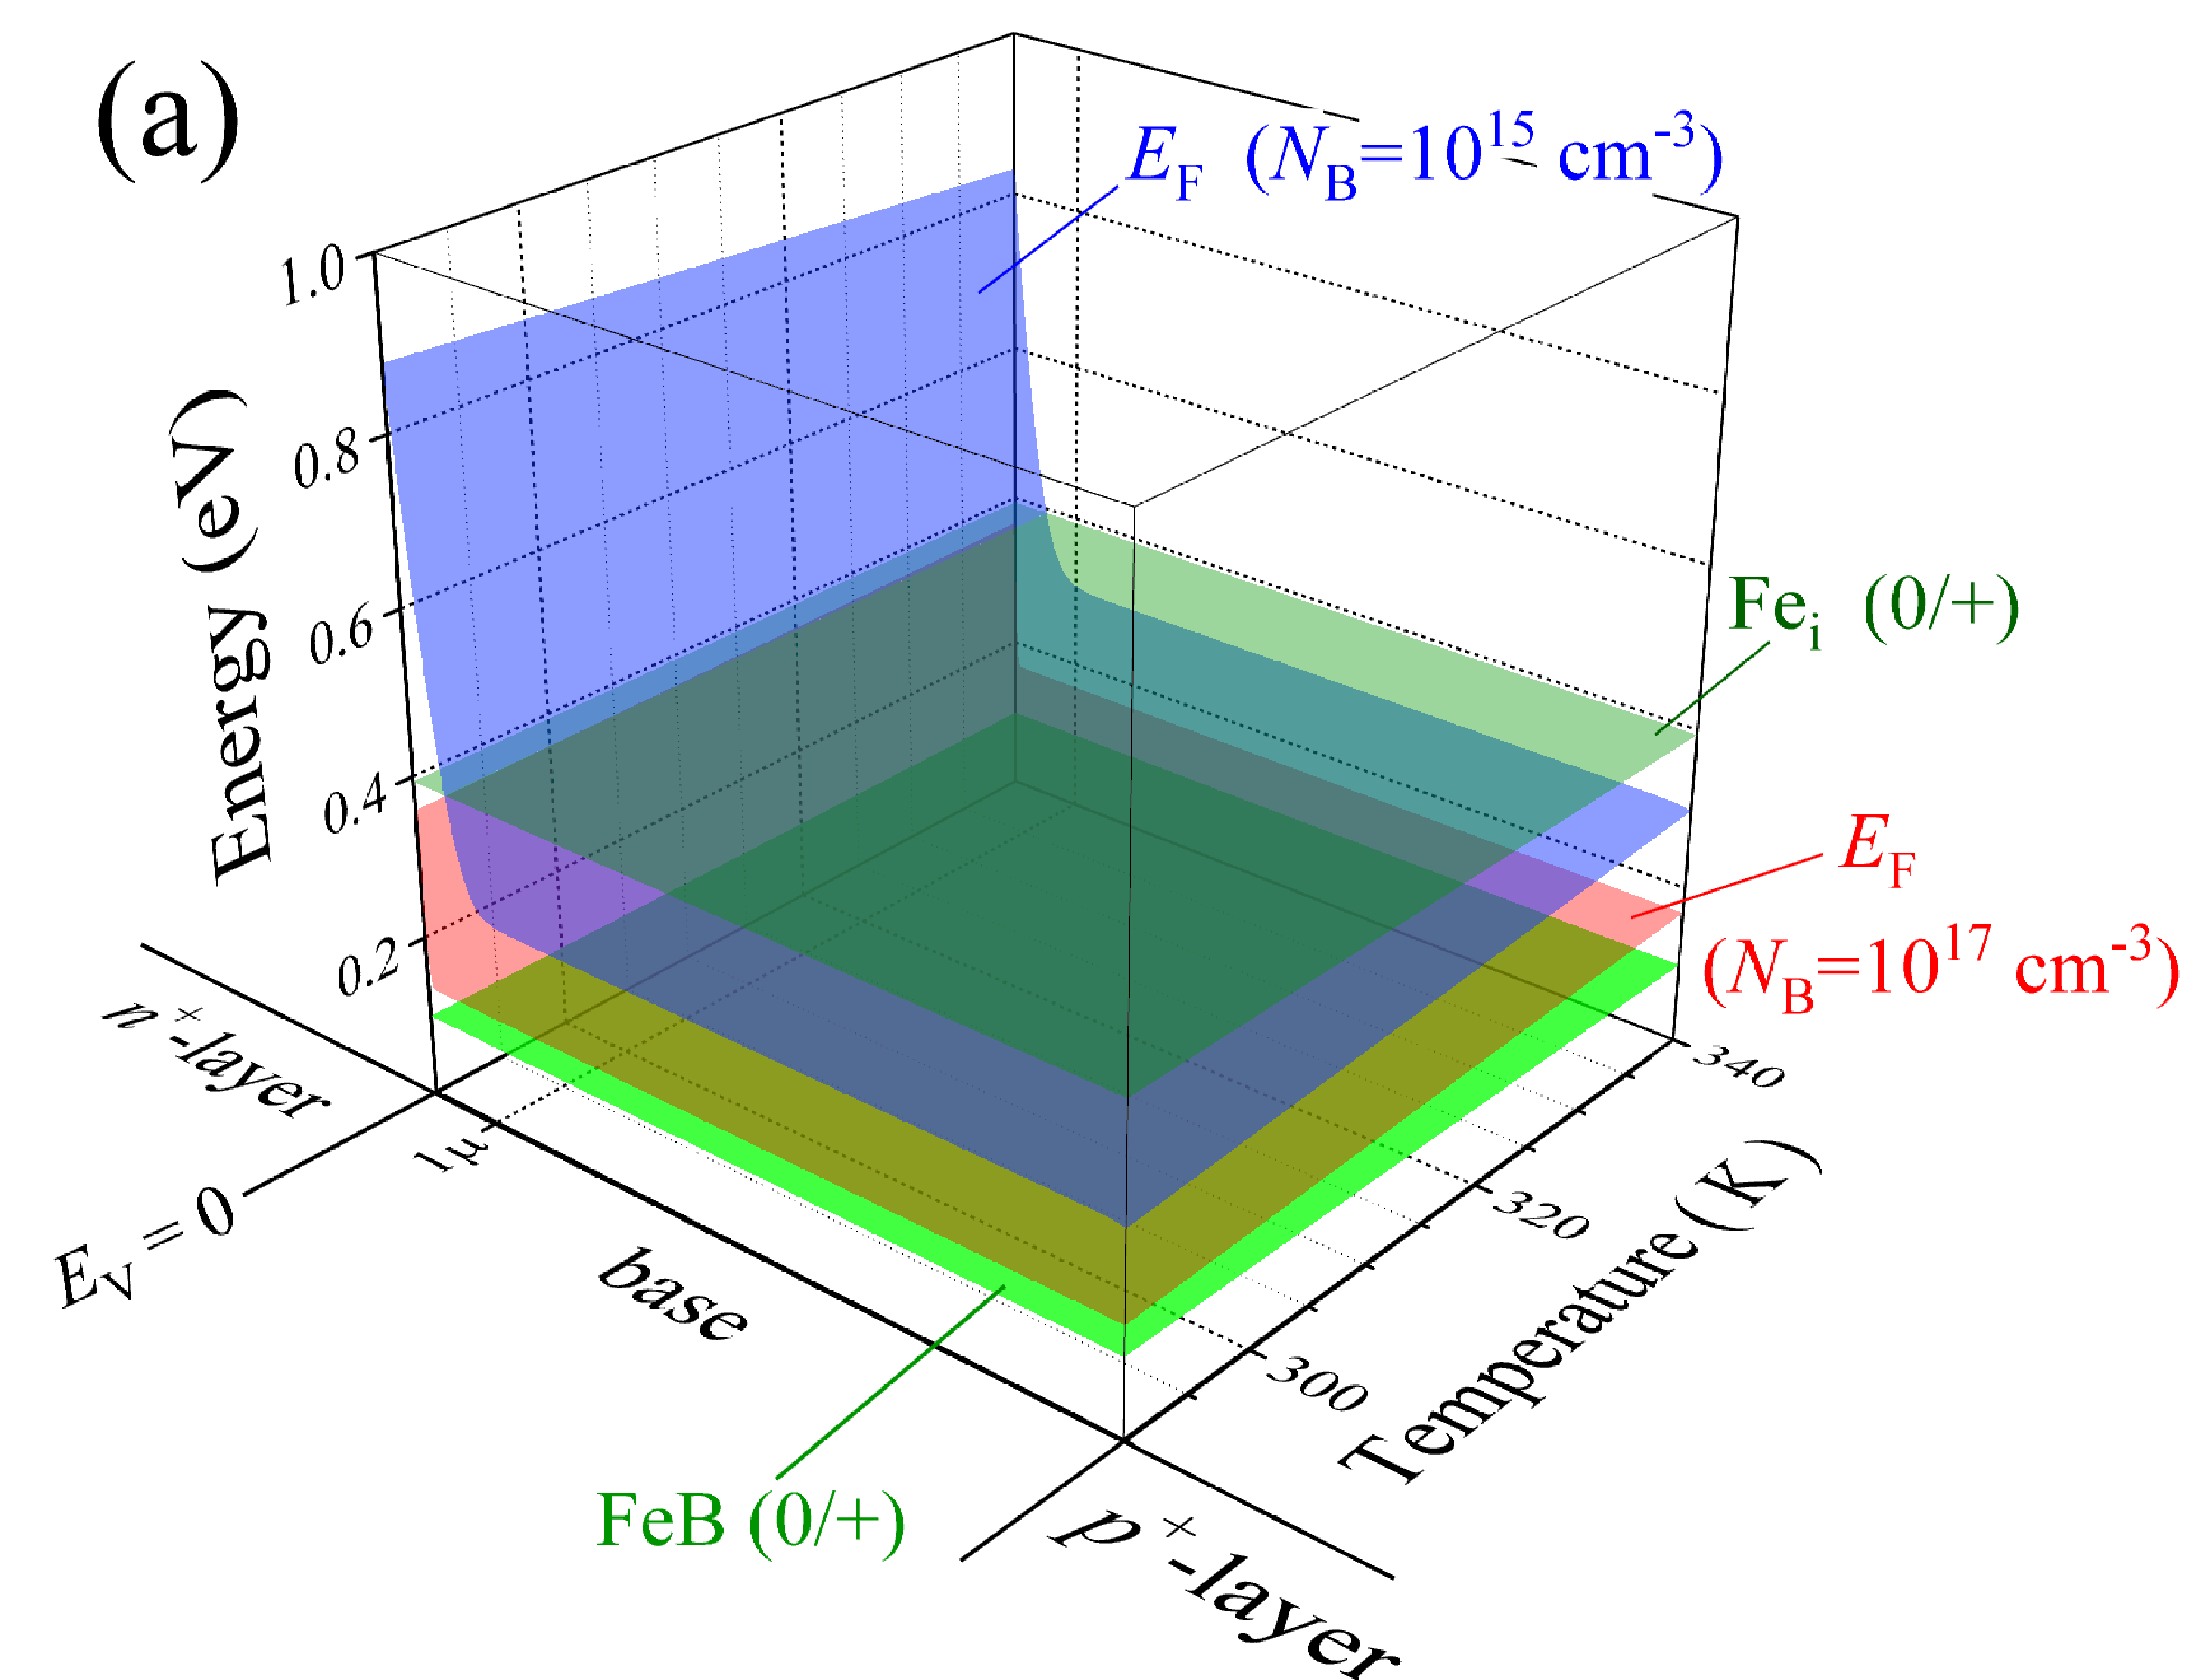 (a)
E_F (N_B=10^15 cm^-3)
1.0
0.8
0.6
0.4
0.2
Energy (eV)
Fe_i (0/+)
E_F
(N_B=10^17 cm^-3)
n^+-layer
1μ
E_V = 0
base
340
320
300
Temperature (K)
FeB (0/+)
p^+-layer